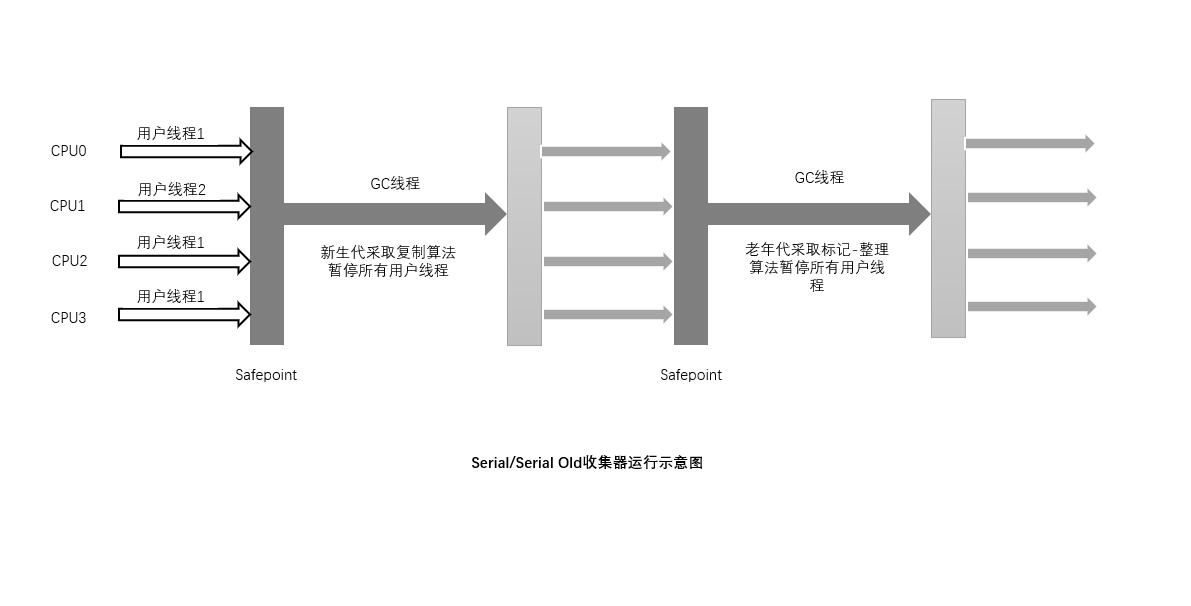 CPU0
用户线程1
CPU1
用户线程2
CPU2
用户线程1
CPU3
用户线程1
Safepoint
GC线程
新生代采取复制算法
暂停所有用户线程
Safepoint
GC线程
老年代采取标记-整理
算法暂停所有用户线
程
Serial/Serial Old收集器运行示意图